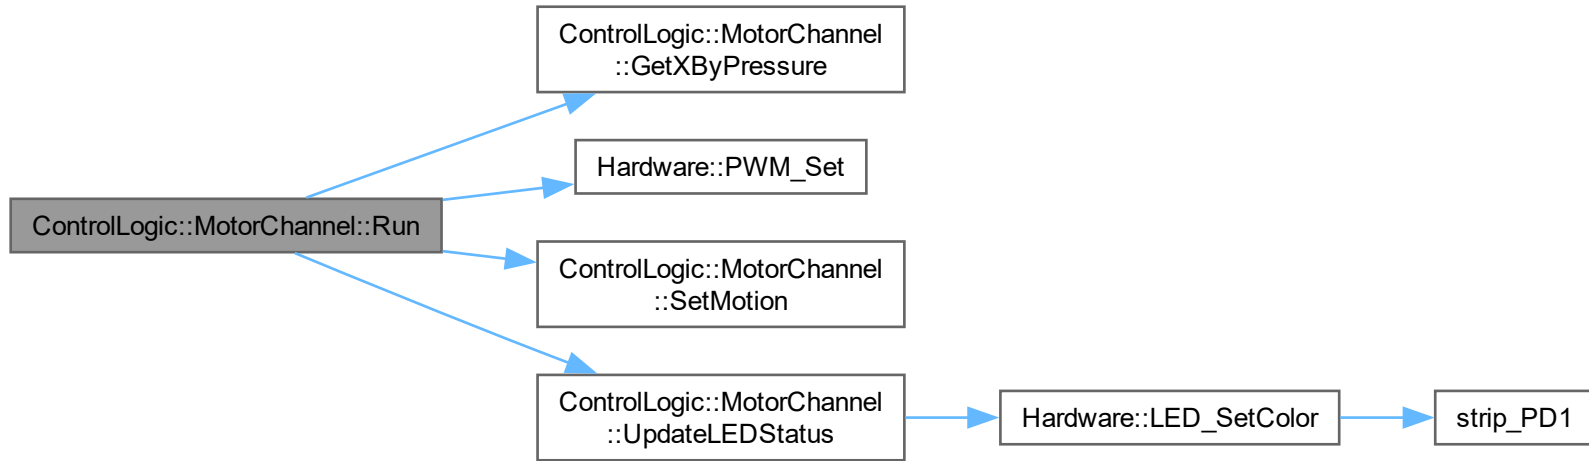 ControlLogic::MotorChannel::Run
ControlLogic::MotorChannel
::GetXByPressure
Hardware::PWM_Set
ControlLogic::MotorChannel
::SetMotion
ControlLogic::MotorChannel
::UpdateLEDStatus
Hardware::LED_SetColor
strip_PD1